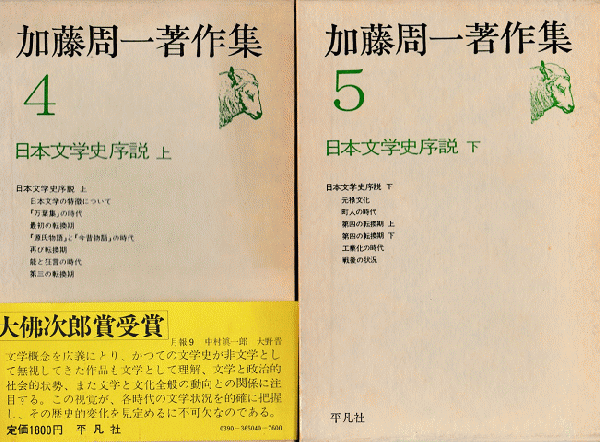 加藤周一著作集
4
日本文学史序説 上
日本文学史序説 上
日本文学の特徴について
「万葉集」の時代
最初の転換期
『源氏物語』と『今昔物語』の時代
再び転換期
能と狂言の時代
第三の転換期
大佛次郎賞受賞
月報9 中村真一郎 大野晋
文学概念を広義にとり、かつての文学史が非文学とし
て無視してきた作品も文学として理解、文学と政治的
社会的状勢、また文学と文化全般の動向との関係に注
目する。この視覚が、各時代の文学状況を的確に把握
し、その歴史的変化を見定めるに不可欠なのである。
定価1800円 平凡社
加藤周一著作集
5
日本文学史序説 下
日本文学史序説 下
元禄文化
町人の時代
第四の転換期 上
第四の転換期 下
工業化の時代
戦後の状況
平凡社